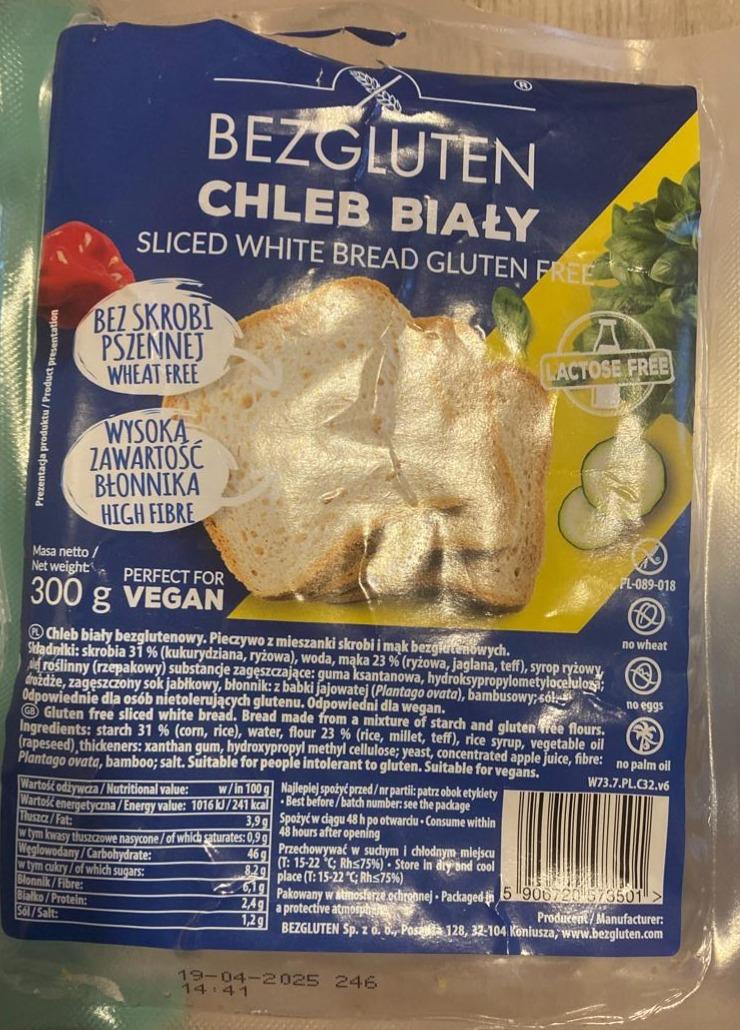 ®
BEZGLUTEN
CHLEB BIAŁY
SLICED WHITE BREAD GLUTEN FREE
BEZ SKROBI
PSZENNEJ
WHEAT FREE
LACTOSE FREE
WYSOKA
ZAWARTOŚĆ
BŁONNIKA
HIGH FIBRE
Prezentacja produktu / Product presentation
Masa netto /
Net weight:
300 g
PERFECT FOR
VEGAN
PL-089-018
no wheat
no eggs
no palm oil
W73.7.PL.C32.v6
PL Chleb biały bezglutenowy. Pieczywo z mieszanki skrobi i mąk bezglutenowych.
Składniki: skrobia 31 % (kukurydziana, ryżowa), woda, mąka 23 % (ryżowa, jaglana, teff), syrop ryżowy,
olej roślinny (rzepakowy) substancje zagęszczające: guma ksantanowa, hydroksypropylometyloceluloza;
drożdże, zagęszczony sok jabłkowy, błonnik: z babki jajowatej (Plantago ovata), bambusowy; sól.
Odpowiednie dla osób nietolerujących glutenu. Odpowiedni dla wegan.
GB Gluten free sliced white bread. Bread made from a mixture of starch and gluten free flours.
Ingredients: starch 31 % (corn, rice), water, flour 23 % (rice, millet, teff), rice syrup, vegetable oil
(rapeseed), thickeners: xanthan gum, hydroxypropyl methyl cellulose; yeast, concentrated apple juice, fibre:
Plantago ovata, bamboo; salt. Suitable for people intolerant to gluten. Suitable for vegans.
Wartość odżywcza / Nutritional value: w / in 100 g
Wartość energetyczna / Energy value: 1016 kJ / 241 kcal
Tłuszcz / Fat: 3,9 g
w tym kwasy tłuszczowe nasycone / of which saturates: 0,9 g
Węglowodany / Carbohydrate: 46 g
w tym cukry / of which sugars: 8,2 g
Błonnik / Fibre: 6,1 g
Białko / Protein: 2,4 g
Sól / Salt: 1,2 g
Najlepiej spożyć przed / nr partii: patrz obok etykiety
• Best before / batch number: see the package
Spożyć w ciągu 48 h po otwarciu • Consume within
48 hours after opening
Przechowywać w suchym i chłodnym miejscu
(T: 15-22 °C; Rh≤75%) • Store in dry and cool
place (T: 15-22 °C; Rh≤75%)
Pakowany w atmosferze ochronnej • Packaged in
a protective atmosphere
5 906720 673501 >
Producent / Manufacturer:
BEZGLUTEN Sp. z o. o., Posądza 128, 32-104 Koniusza, www.bezgluten.com
19-04-2025 246
14:41